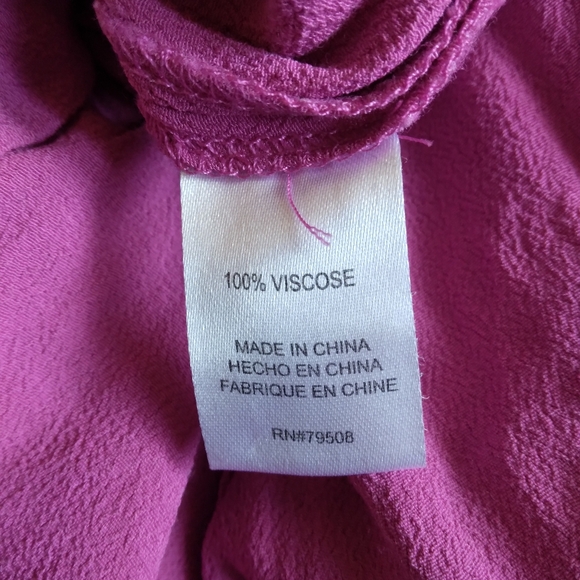 100% VISCOSE
MADE IN CHINA
HECHO EN CHINA
FABRIQUE EN CHINE
RN#79508